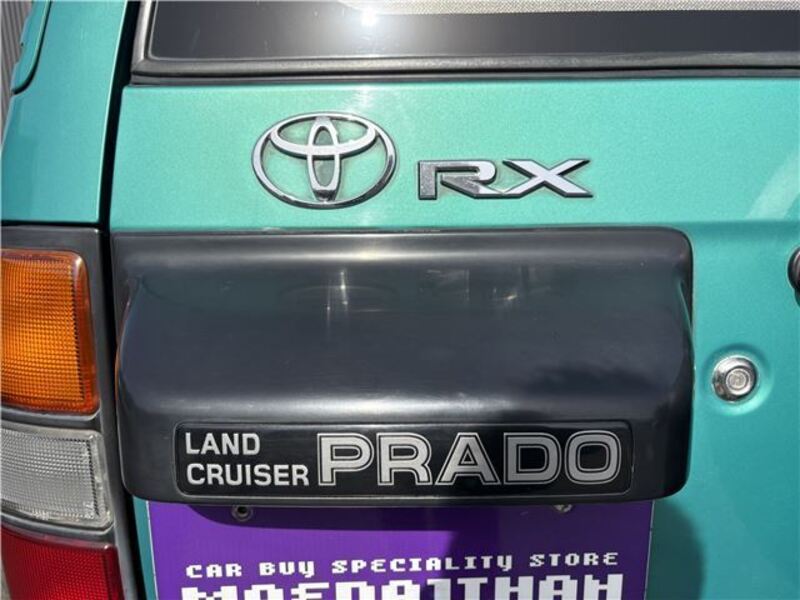 RX
LAND
CRUISER PRADO
CAR BUY SPECIALITY STORE